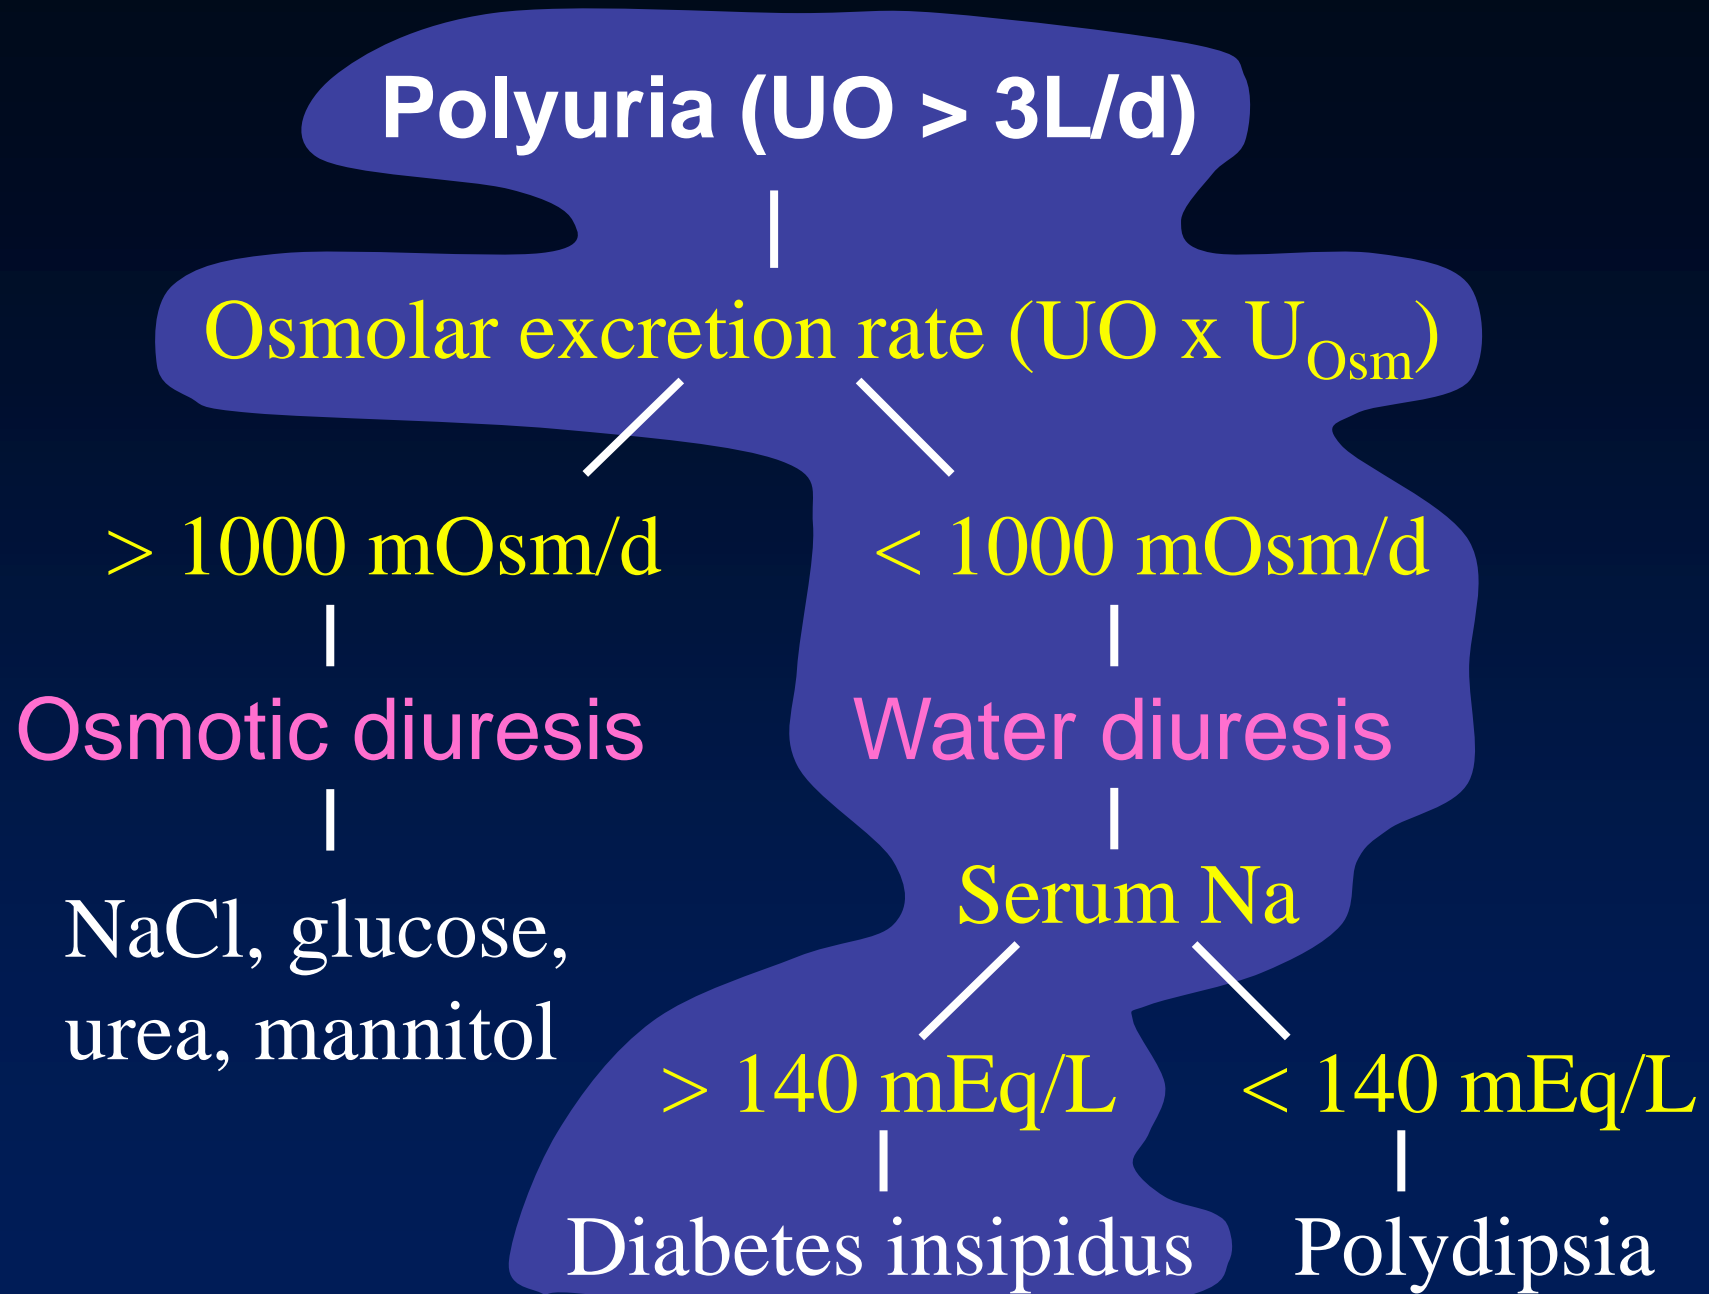 Polyuria (UO > 3L/d)
Osmolar excretion rate (UO x UOsm)
> 1000 mOsm/d
< 1000 mOsm/d
Osmotic diuresis
Water diuresis
NaCl, glucose,
urea, mannitol
Serum Na
> 140 mEq/L
< 140 mEq/L
Diabetes insipidus
Polydipsia